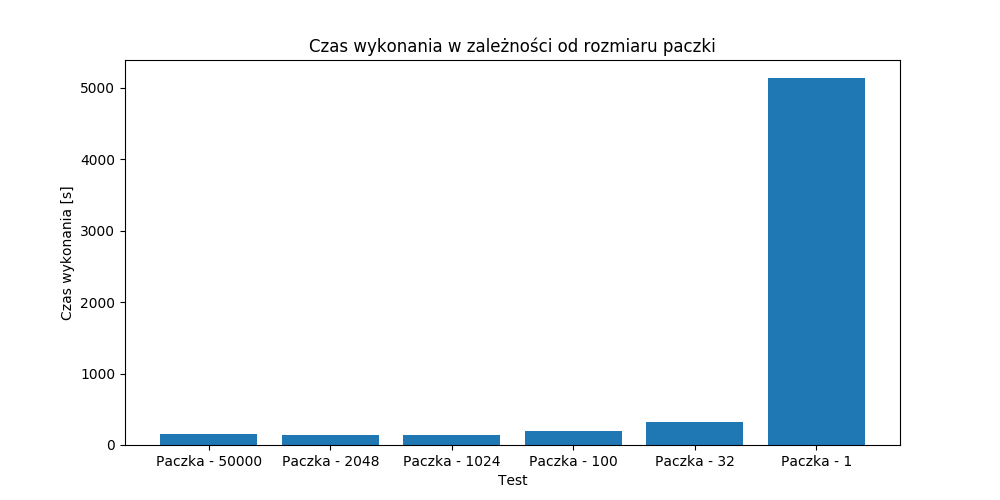 Czas wykonania w zależności od rozmiaru paczki
Czas wykonania [s]
5000
4000
3000
2000
1000
0
Paczka - 50000 Paczka - 2048 Paczka - 1024 Paczka - 100 Paczka - 32 Paczka - 1
Test